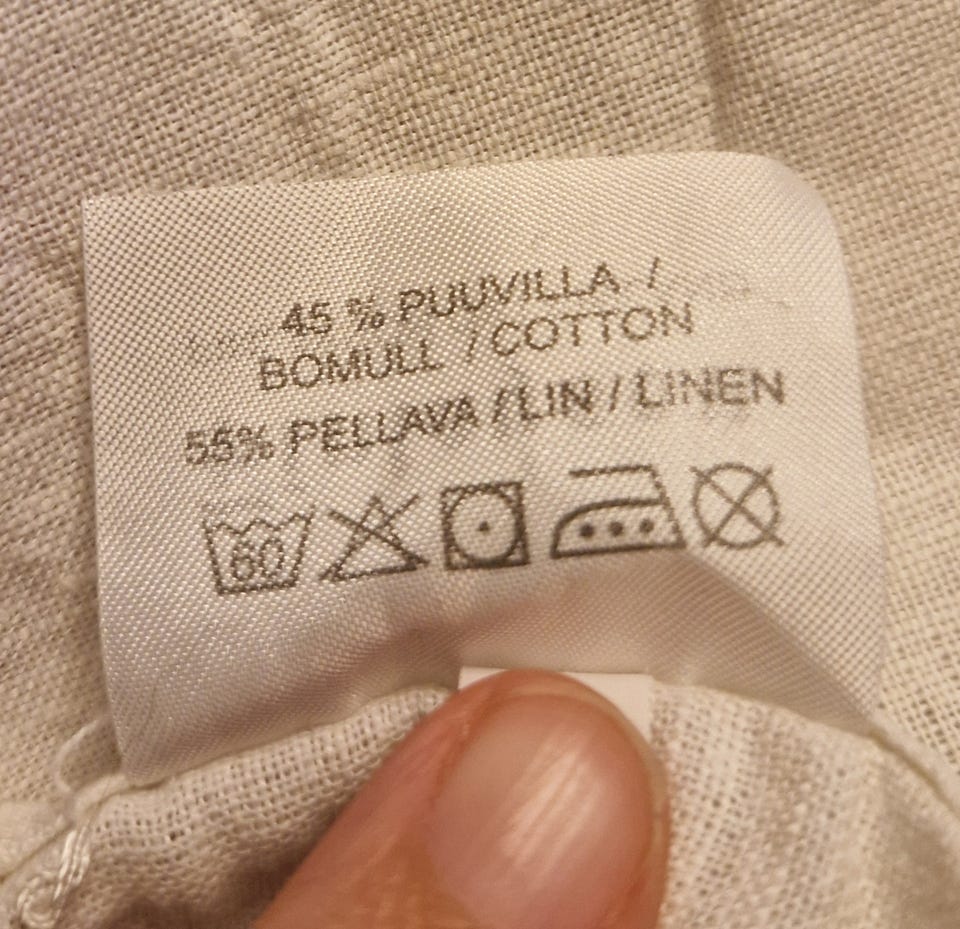 45 % PUUVILLA /
BOMULL / COTTON
55% PELLAVA / LIN / LINEN
60